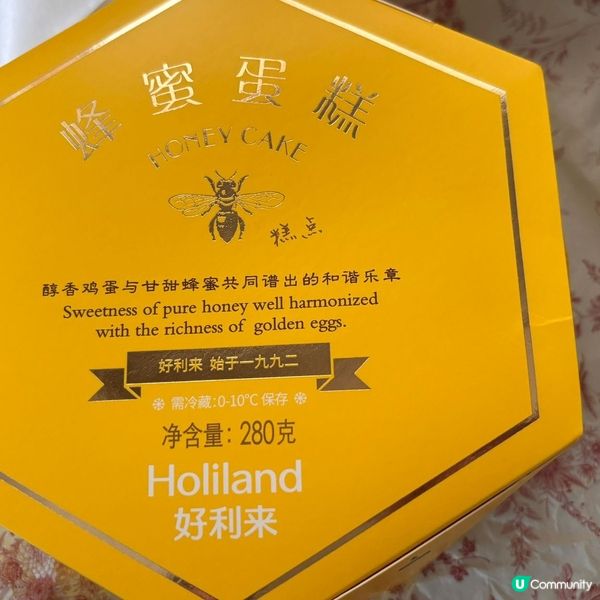 蜂蜜蛋糕
HONEY CAKE
糕点
醇香鸡蛋与甘甜蜂蜜共同谱出的和谐乐章
Sweetness of pure honey well harmonized
with the richness of golden eggs.
好利来 始于一九九二
需冷藏:0-10℃保存
净含量: 280克
Holiland
好利来
U Community